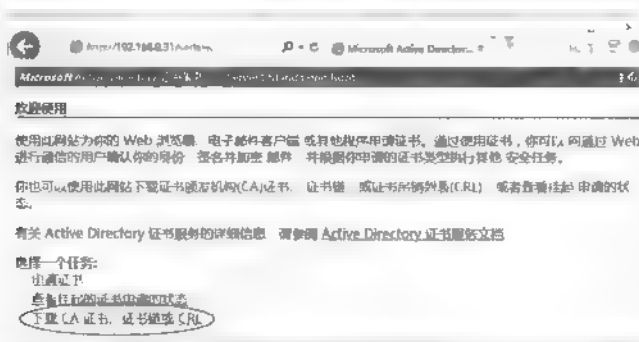 Microsoft Active Directory
欢迎使用
使用此网站为你的 Web 浏览器、电子邮件客户端或其他程序申请证书。通过使用证书，你可以向通过 Web
进行通信的用户确认你的身份、签名并加密邮件，并根据你申请的证书类型执行其他安全任务。
你也可以使用此网站下载证书颁发机构(CA)证书、证书链，或证书吊销列表(CRL)，或者查看挂起申请的状
态。
有关 Active Directory 证书服务的详细信息，请参阅 Active Directory 证书服务文档
选择一个任务:
申请证书
查看挂起的证书申请的状态
下载 CA 证书、证书链或 CRL